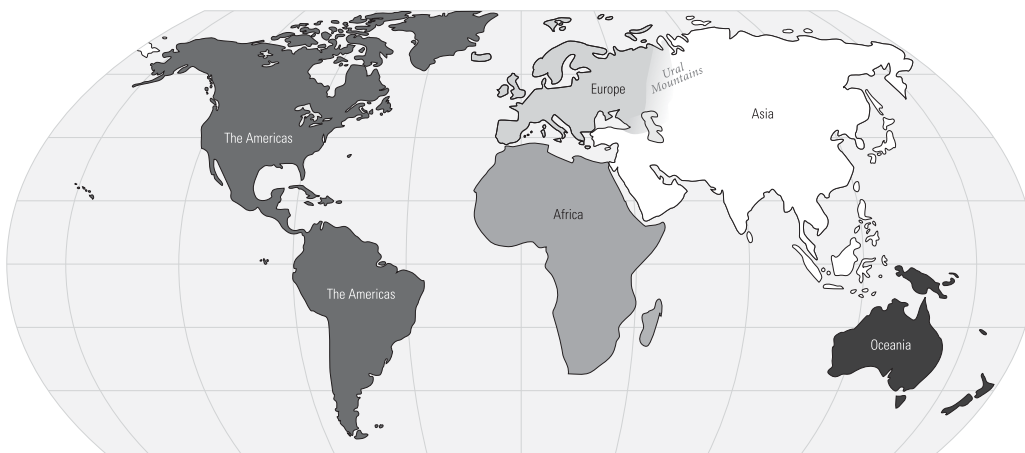 Europe
Ural
Mountains
Asia
The Americas
Africa
The Americas
Oceania